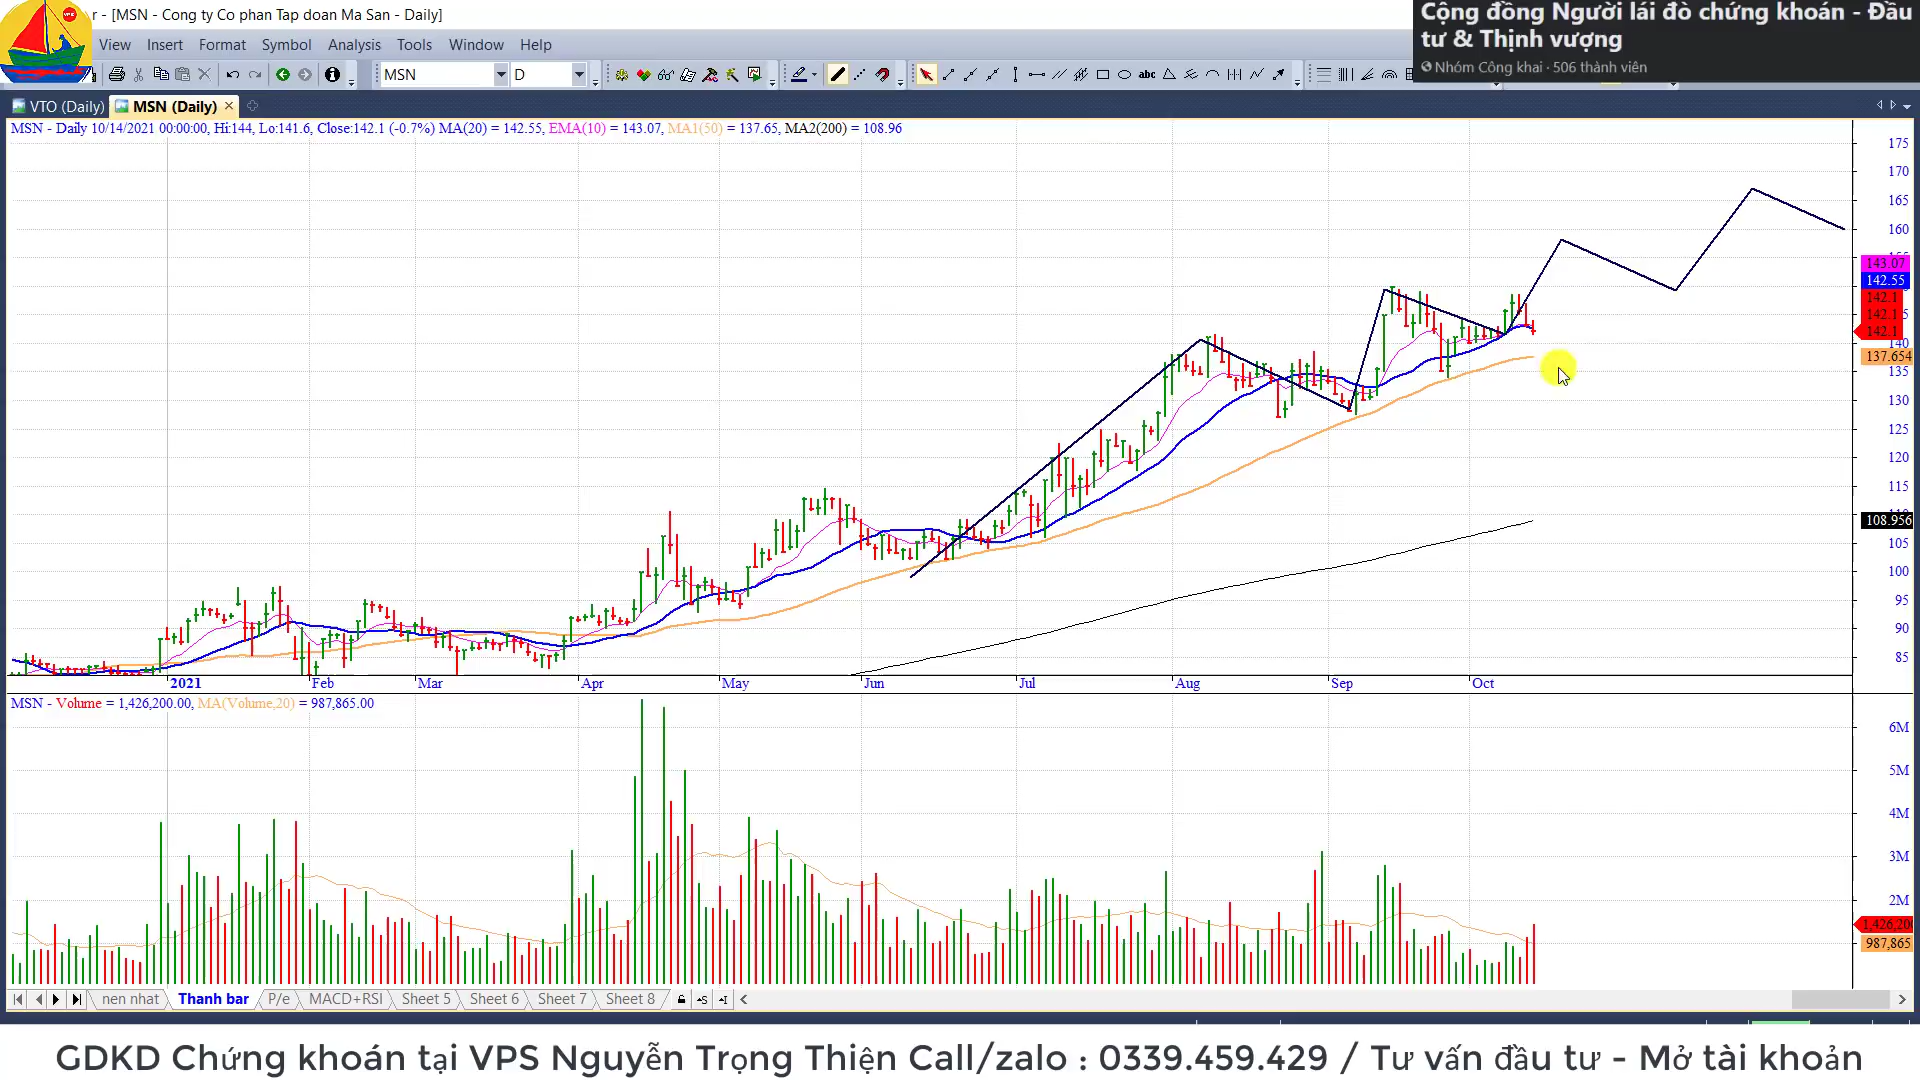 r - [MSN - Cong ty Co phan Tap doan Ma San - Daily]
Cộng đồng Người lái đò chứng khoán - Đầu
tư & Thịnh vượng
Nhóm Công khai · 506 thành viên
VPS
View Insert Format Symbol Analysis Tools Window Help
MSN D
abc
VTO (Daily) MSN (Daily)
MSN - Daily 10/14/2021 00:00:00, Hi:144, Lo:141.6, Close:142.1 (-0.7%) MA(20) = 142.55, EMA(10) = 143.07, MA1(50) = 137.65, MA2(200) = 108.96
175
170
165
160
143.07
142.55
142.1
142.1
142.1
140
137.654
135
130
125
120
115
108.956
105
100
95
90
85
2021 Feb Mar Apr May Jun Jul Aug Sep Oct
MSN - Volume = 1,426,200.00, MA(Volume,20) = 987,865.00
6M
5M
4M
3M
2M
1,426,200
987,865
nen nhat Thanh bar P/e MACD+RSI Sheet 5 Sheet 6 Sheet 7 Sheet 8
GDKD Chứng khoán tại VPS Nguyễn Trọng Thiện Call/zalo : 0339.459.429 / Tư vấn đầu tư - Mở tài khoản